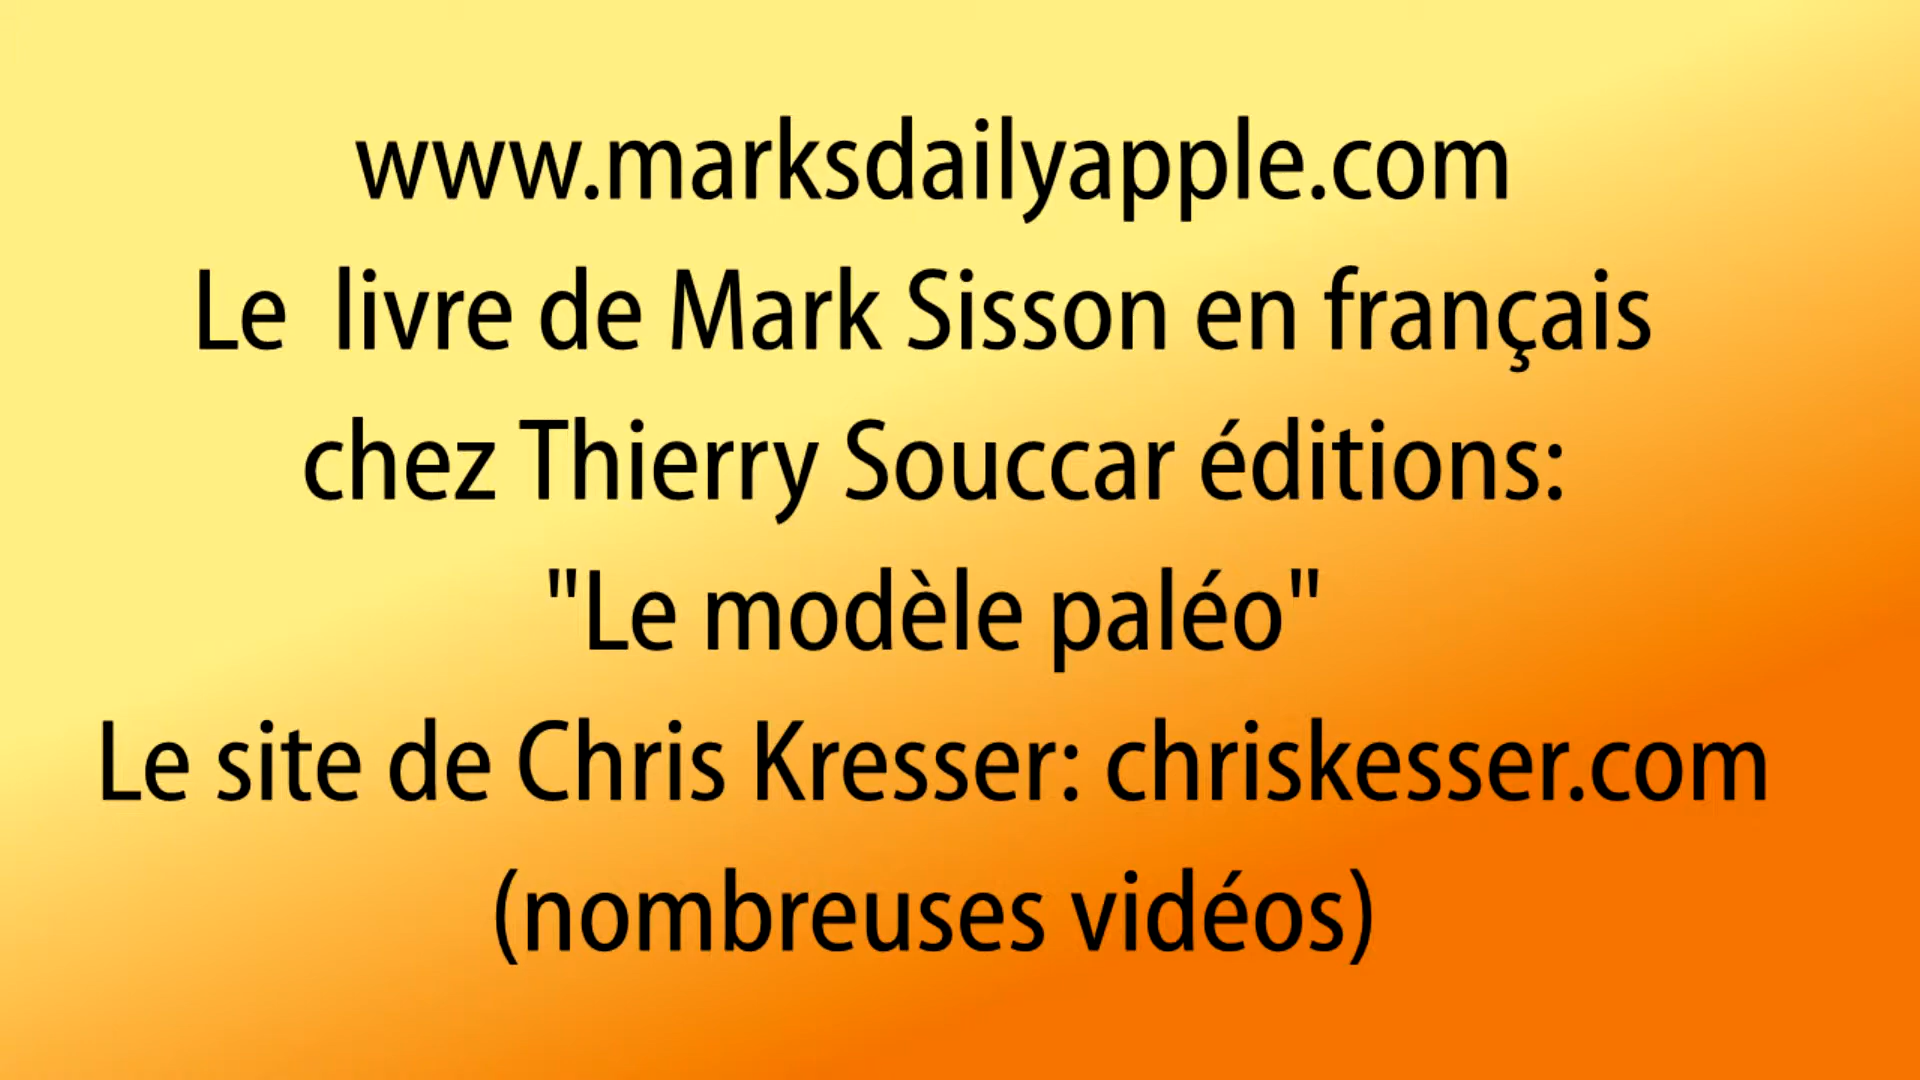 www.marksdailyapple.com
Le  livre de Mark Sisson en français
chez Thierry Souccar éditions:
"Le modèle paléo"
Le site de Chris Kresser: chriskesser.com
(nombreuses vidéos)